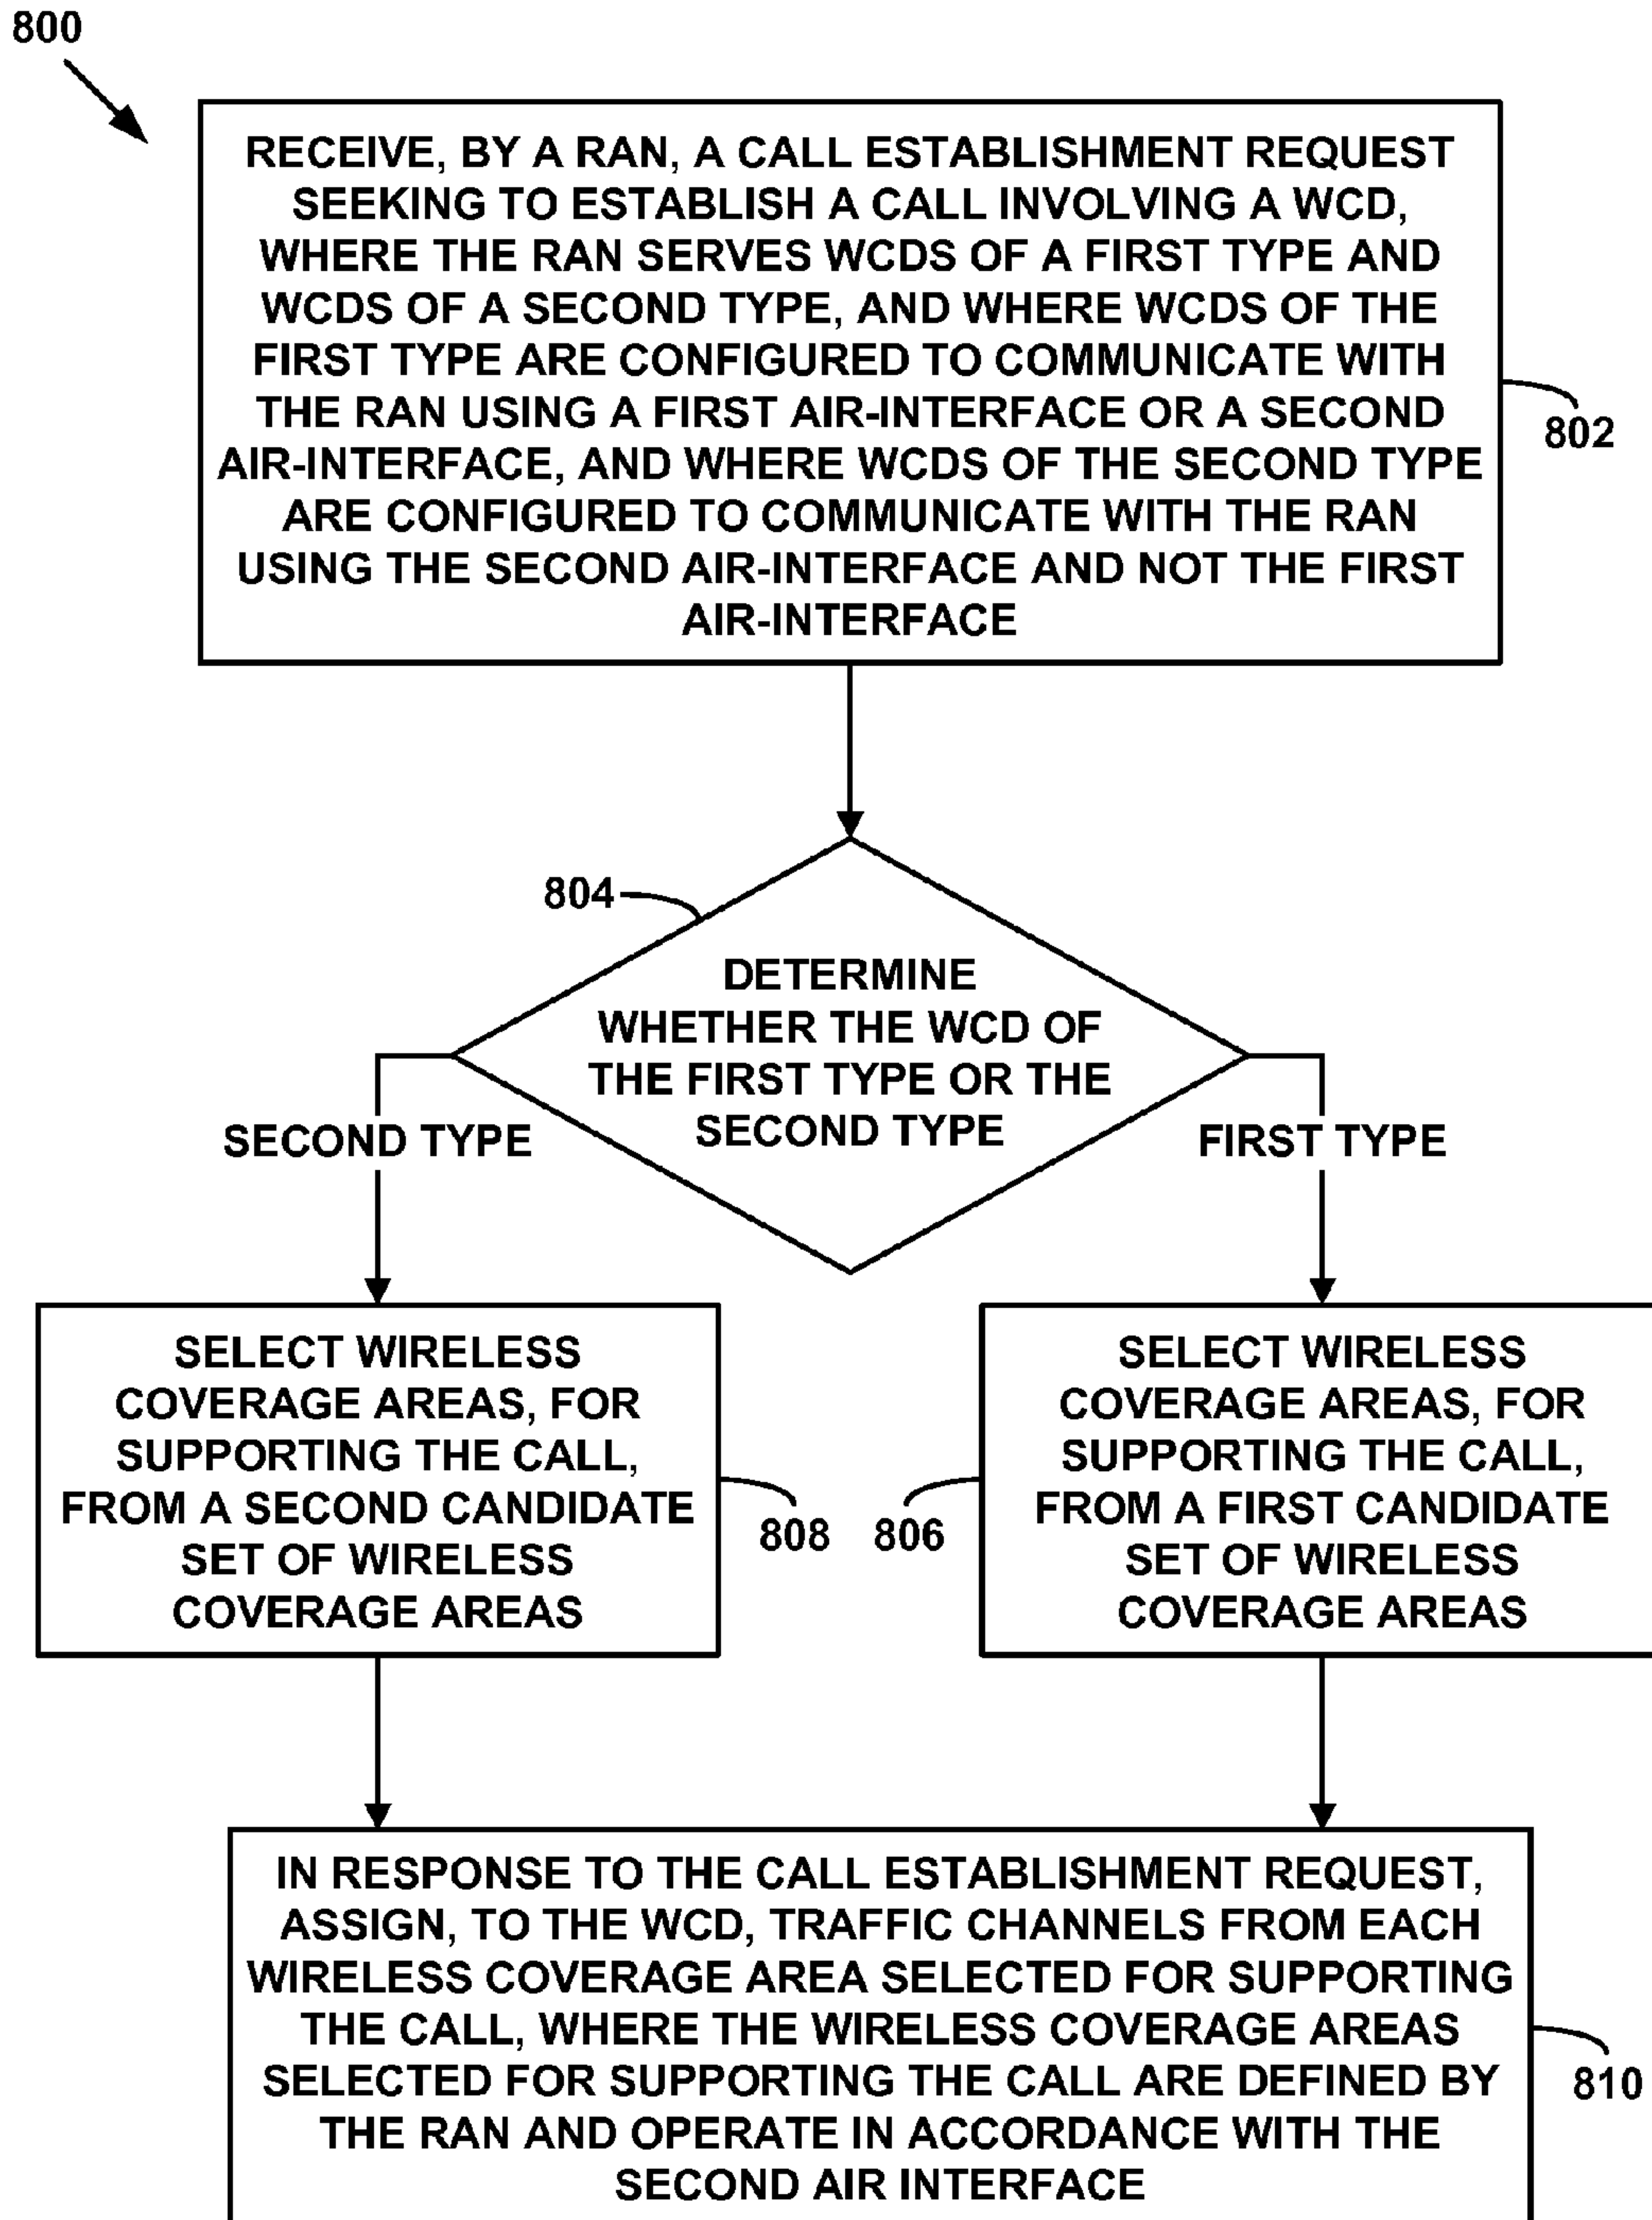 800
RECEIVE, BY A RAN, A CALL ESTABLISHMENT REQUEST
SEEKING TO ESTABLISH A CALL INVOLVING A WCD,
WHERE THE RAN SERVES WCDS OF A FIRST TYPE AND
WCDS OF A SECOND TYPE, AND WHERE WCDS OF THE
FIRST TYPE ARE CONFIGURED TO COMMUNICATE WITH
THE RAN USING A FIRST AIR-INTERFACE OR A SECOND
AIR-INTERFACE, AND WHERE WCDS OF THE SECOND TYPE
ARE CONFIGURED TO COMMUNICATE WITH THE RAN
USING THE SECOND AIR-INTERFACE AND NOT THE FIRST
AIR-INTERFACE
802
804
DETERMINE
WHETHER THE WCD OF
THE FIRST TYPE OR THE
SECOND TYPE
SECOND TYPE
FIRST TYPE
SELECT WIRELESS
COVERAGE AREAS, FOR
SUPPORTING THE CALL,
FROM A SECOND CANDIDATE
SET OF WIRELESS
COVERAGE AREAS
808
806
SELECT WIRELESS
COVERAGE AREAS, FOR
SUPPORTING THE CALL,
FROM A FIRST CANDIDATE
SET OF WIRELESS
COVERAGE AREAS
IN RESPONSE TO THE CALL ESTABLISHMENT REQUEST,
ASSIGN, TO THE WCD, TRAFFIC CHANNELS FROM EACH
WIRELESS COVERAGE AREA SELECTED FOR SUPPORTING
THE CALL, WHERE THE WIRELESS COVERAGE AREAS
SELECTED FOR SUPPORTING THE CALL ARE DEFINED BY
THE RAN AND OPERATE IN ACCORDANCE WITH THE
SECOND AIR INTERFACE
810